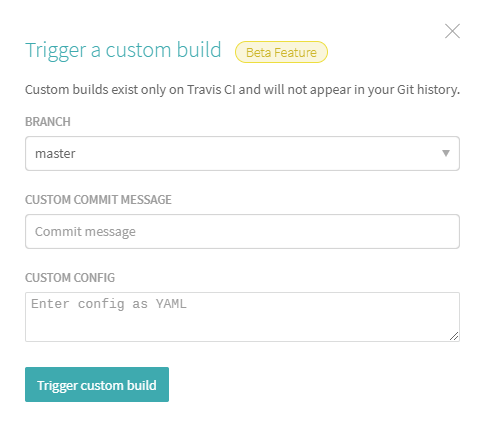 Trigger a custom build Beta Feature
Custom builds exist only on Travis CI and will not appear in your Git history.
BRANCH
master
CUSTOM COMMIT MESSAGE
Commit message
CUSTOM CONFIG
Enter config as YAML
Trigger custom build